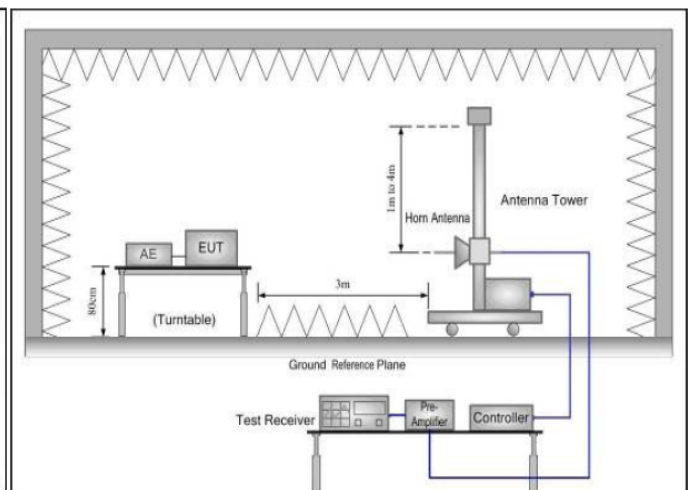 1m to 4m
Horn Antenna
Antenna Tower
AE
EUT
80cm
(Turntable)
3m
Ground Reference Plane
Test Receiver
Pre-
Amplifier
Controller